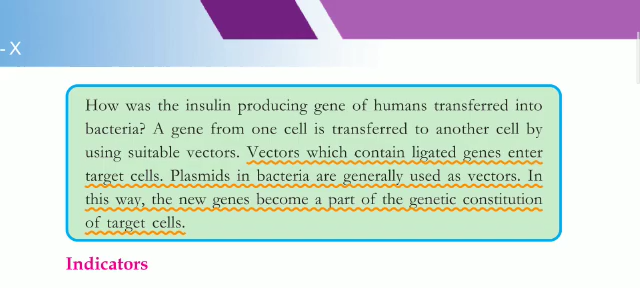 - X
How was the insulin producing gene of humans transferred into
bacteria? A gene from one cell is transferred to another cell by
using suitable vectors. Vectors which contain ligated genes enter
target cells. Plasmids in bacteria are generally used as vectors. In
this way, the new genes become a part of the genetic constitution
of target cells.
Indicators